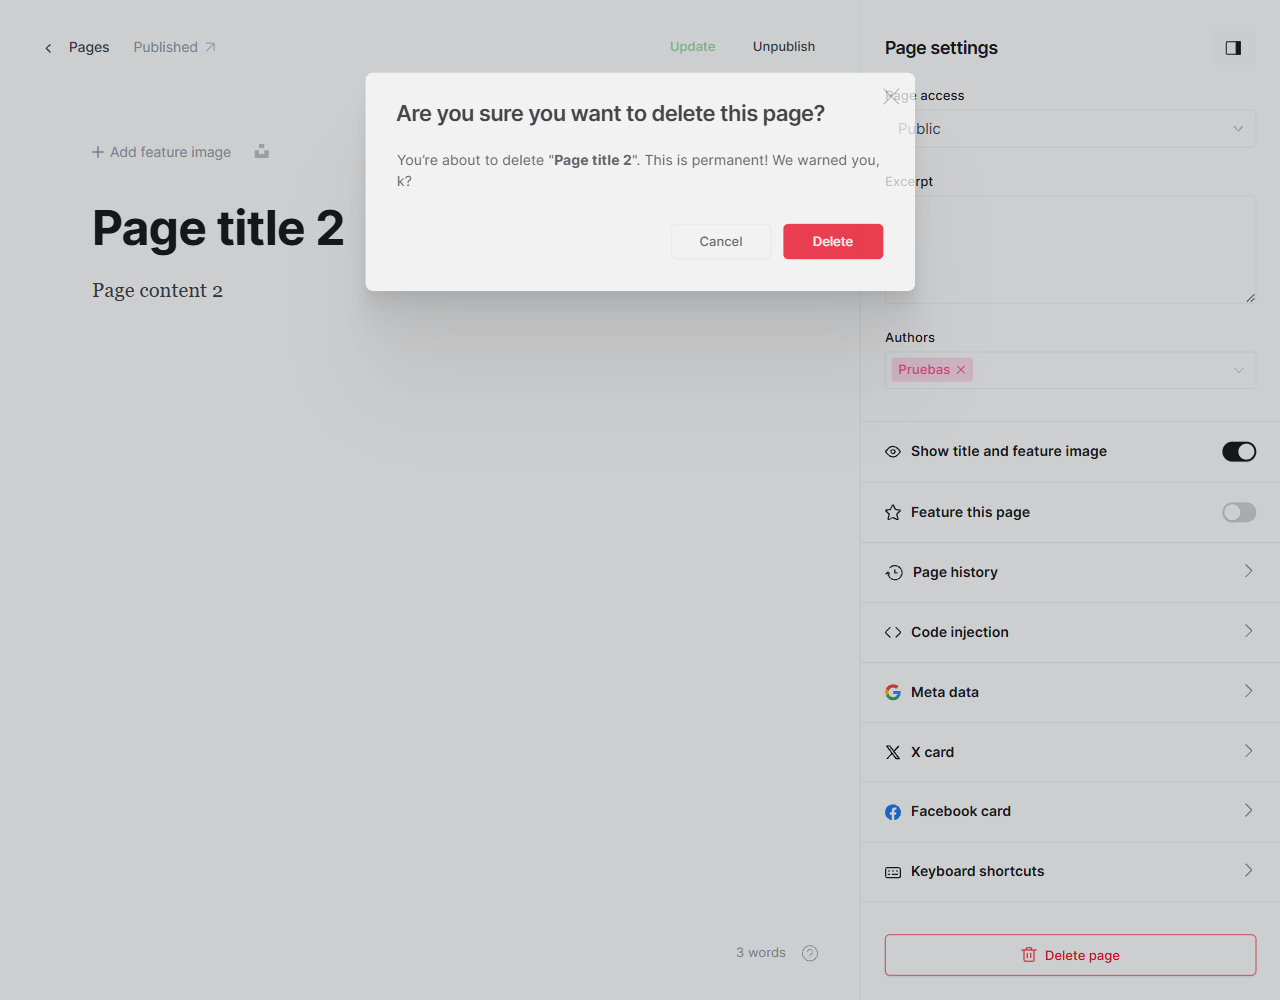 Pages
Published
Update
Unpublish
Page settings
Are you sure you want to delete this page?
You're about to delete "Page title 2". This is permanent! We warned you,
k?
Cancel
Delete
Page access
Public
Excerpt
Add feature image
Page title 2
Page content 2
Authors
Pruebas
Show title and feature image
Feature this page
Page history
Code injection
Meta data
X card
Facebook card
Keyboard shortcuts
3 words
Delete page